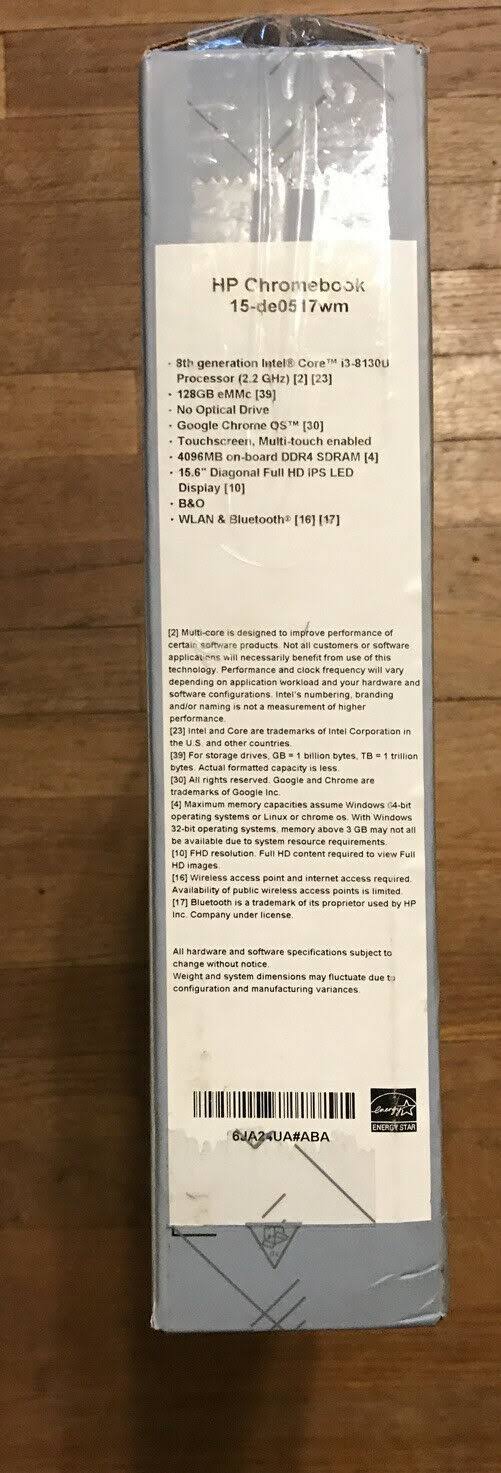 HP Chromebook
15-de0517wm
· 8th generation Intel® Core™ i3-8130U
Processor (2.2 GHz) [2] [23]
· 128GB eMMc [39]
· No Optical Drive
· Google Chrome OS™ [30]
· Touchscreen, Multi-touch enabled
· 4096MB on-board DDR4 SDRAM [4]
· 15.6" Diagonal Full HD IPS LED
Display [10]
· B&O
· WLAN & Bluetooth® [16] [17]
[2] Multi-core is designed to improve performance of
certain software products. Not all customers or software
applications will necessarily benefit from use of this
technology. Performance and clock frequency will vary
depending on application workload and your hardware and
software configurations. Intel's numbering, branding
and/or naming is not a measurement of higher
performance.
[23] Intel and Core are trademarks of Intel Corporation in
the U.S. and other countries.
[39] For storage drives, GB = 1 billion bytes, TB = 1 trillion
bytes. Actual formatted capacity is less.
[30] All rights reserved. Google and Chrome are
trademarks of Google Inc.
[4] Maximum memory capacities assume Windows 64-bit
operating systems or Linux or chrome os. With Windows
32-bit operating systems, memory above 3 GB may not all
be available due to system resource requirements.
[10] FHD resolution. Full HD content required to view Full
HD images.
[16] Wireless access point and internet access required.
Availability of public wireless access points is limited.
[17] Bluetooth is a trademark of its proprietor used by HP
Inc. Company under license.
All hardware and software specifications subject to
change without notice.
Weight and system dimensions may fluctuate due to
configuration and manufacturing variances.
energy
ENERGY STAR
6JA24UA#ABA